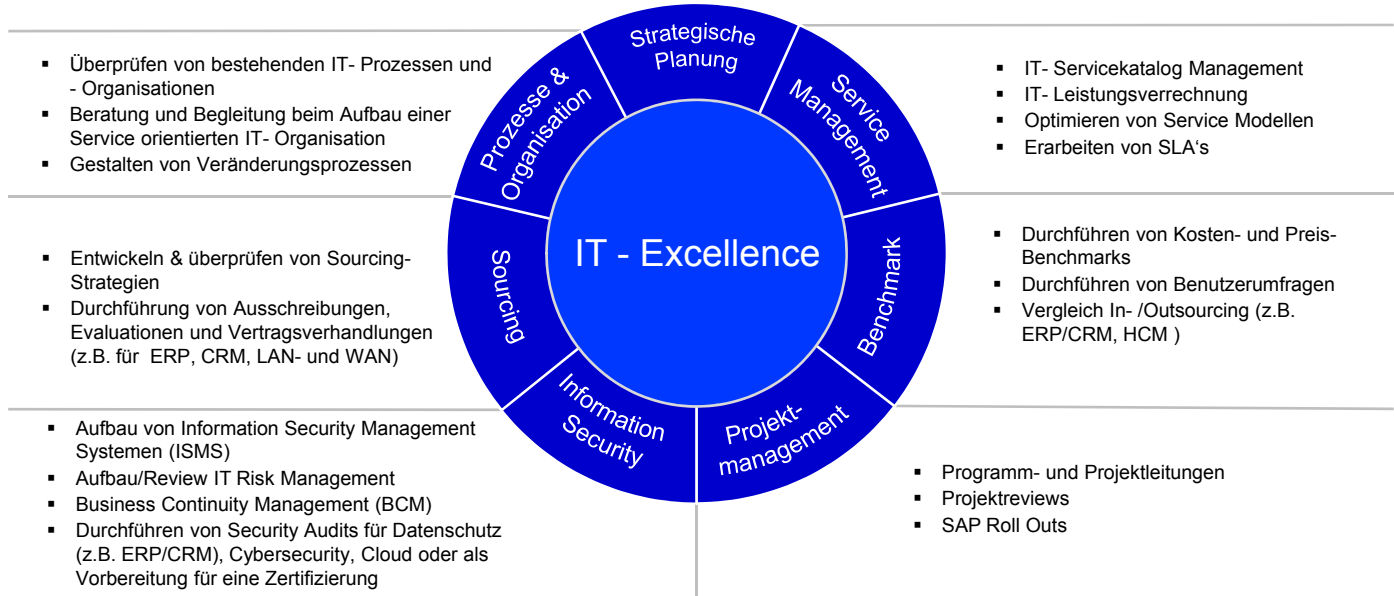 Strategische
Planung
Prozesse &
Organisation
▪ Überprüfen von bestehenden IT- Prozessen und
- Organisationen
▪ Beratung und Begleitung beim Aufbau einer
Service orientierten IT- Organisation
▪ Gestalten von Veränderungsprozessen
Service
Management
▪ IT- Servicekatalog Management
▪ IT- Leistungsverrechnung
▪ Optimieren von Service Modellen
▪ Erarbeiten von SLA‘s
IT - Excellence
Sourcing
▪ Entwickeln & überprüfen von Sourcing-
Strategien
▪ Durchführung von Ausschreibungen,
Evaluationen und Vertragsverhandlungen
(z.B. für ERP, CRM, LAN- und WAN)
Benchmark
▪ Durchführen von Kosten- und Preis-
Benchmarks
▪ Durchführen von Benutzerumfragen
▪ Vergleich In- /Outsourcing (z.B.
ERP/CRM, HCM )
Information
Security
▪ Aufbau von Information Security Management
Systemen (ISMS)
▪ Aufbau/Review IT Risk Management
▪ Business Continuity Management (BCM)
▪ Durchführen von Security Audits für Datenschutz
(z.B. ERP/CRM), Cybersecurity, Cloud oder als
Vorbereitung für eine Zertifizierung
Projekt-
management
▪ Programm- und Projektleitungen
▪ Projektreviews
▪ SAP Roll Outs